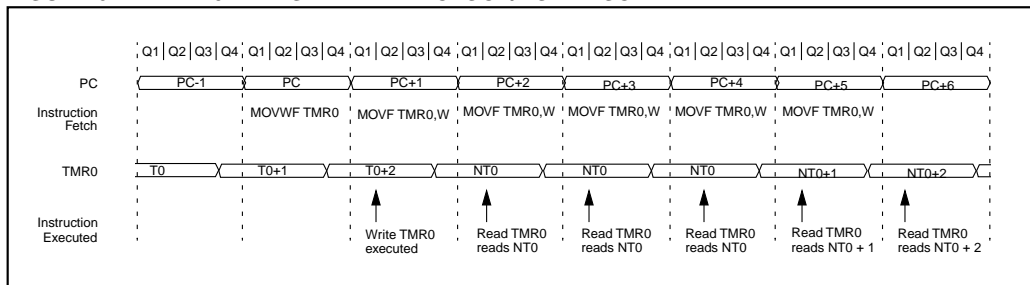 Q1 Q2 Q3 Q4 Q1 Q2 Q3 Q4 Q1 Q2 Q3 Q4 Q1 Q2 Q3 Q4 Q1 Q2 Q3 Q4 Q1 Q2 Q3 Q4 Q1 Q2 Q3 Q4 Q1 Q2 Q3 Q4
PC PC-1 PC PC+1 PC+2 PC+3 PC+4 PC+5 PC+6
Instruction
Fetch
MOVWF TMR0 MOVF TMR0,W MOVF TMR0,W MOVF TMR0,W MOVF TMR0,W MOVF TMR0,W
TMR0 T0 T0+1 T0+2 NT0 NT0 NT0 NT0+1 NT0+2
Instruction
Executed
Write TMR0
executed
Read TMR0
reads NT0
Read TMR0
reads NT0
Read TMR0
reads NT0
Read TMR0
reads NT0 + 1
Read TMR0
reads NT0 + 2